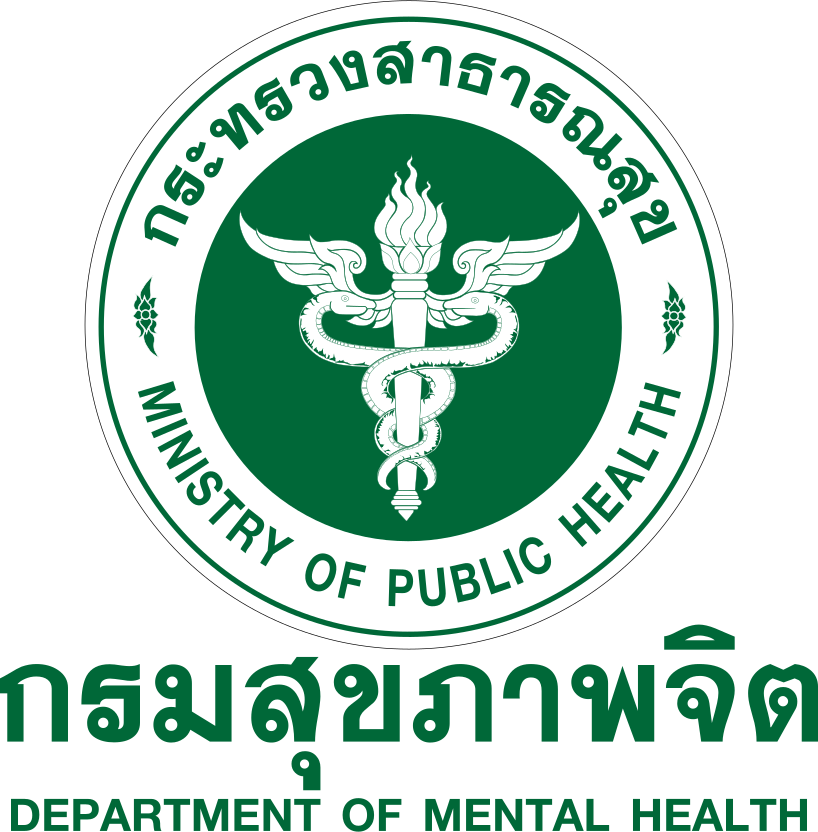 กระทรวงสาธารณสุข
MINISTRY OF PUBLIC HEALTH
กรมสุขภาพจิต
DEPARTMENT OF MENTAL HEALTH